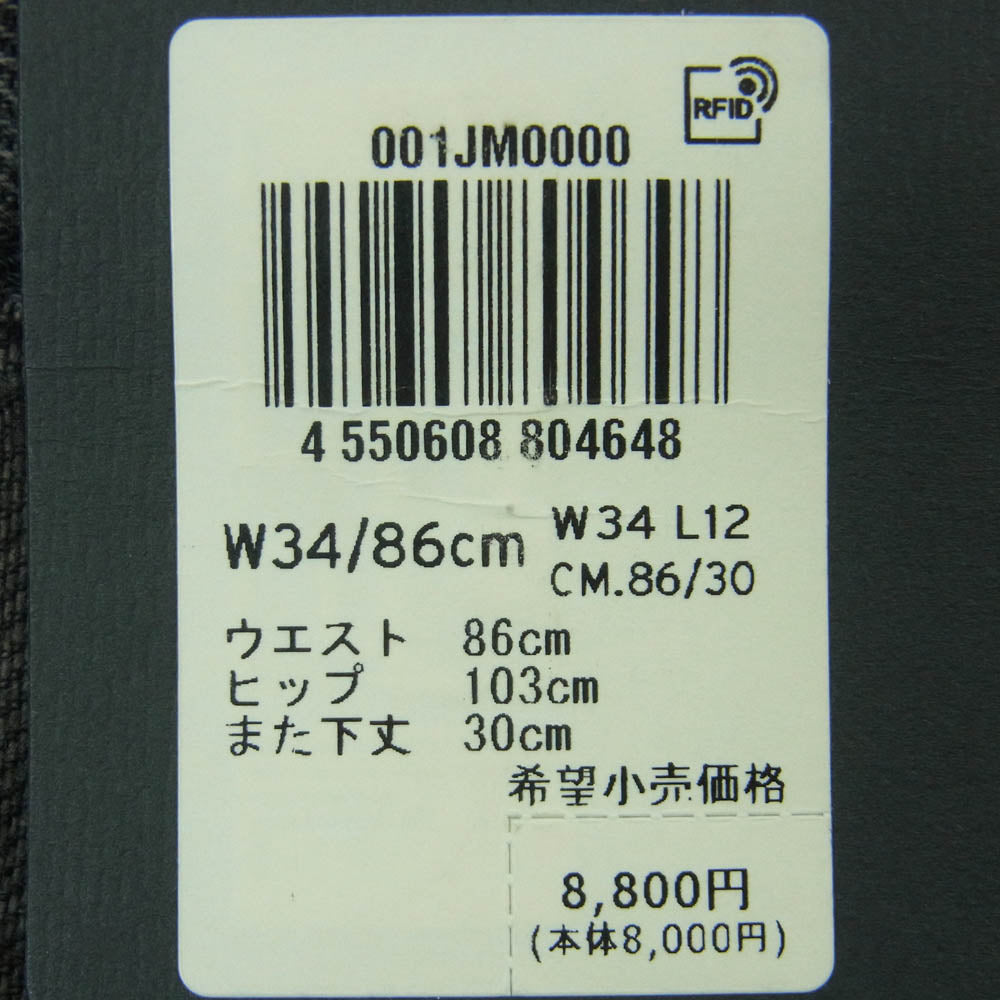 RFID
001JM0000
4 550608 804648
W34/86cm
W34 L12
CM.86/30
ウエスト 86cm
ヒップ 103cm
また下丈 30cm
希望小売価格
8,800円
(本体8,000円)